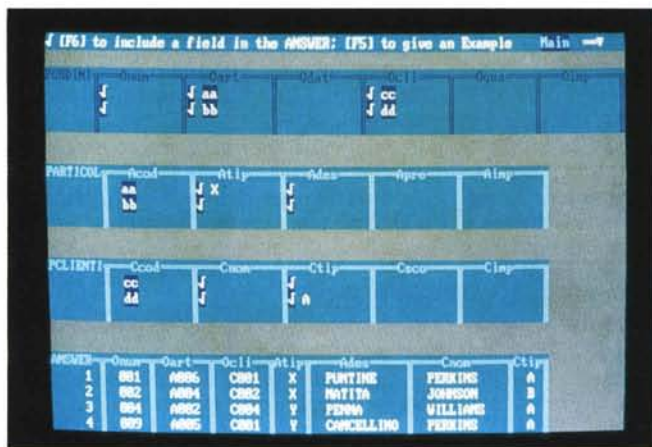 √ [F6] to include a field in the ANSWER; [F5] to give an Example Main
Onum Oart Odat Ocli Oqua Oimp
√ √ aa √ cc
√ √ bb √ dd
PARTICOL Acod Atip Ades Apre Aimp
aa √ X √
bb √ √
PCLIENTI Ccod Cnom Ctip Csco Cimp
cc √ √
dd √ √ A
ANSWER Onum Oart Ocli Atip Ades Cnom Ctip
1 001 A006 C001 X PUNTINE PERKINS A
2 002 A004 C002 X MATITA JOHNSON B
3 004 A002 C004 Y PENNA WILLIAMS A
4 009 A005 C001 Y CANCELLINO PERKINS A